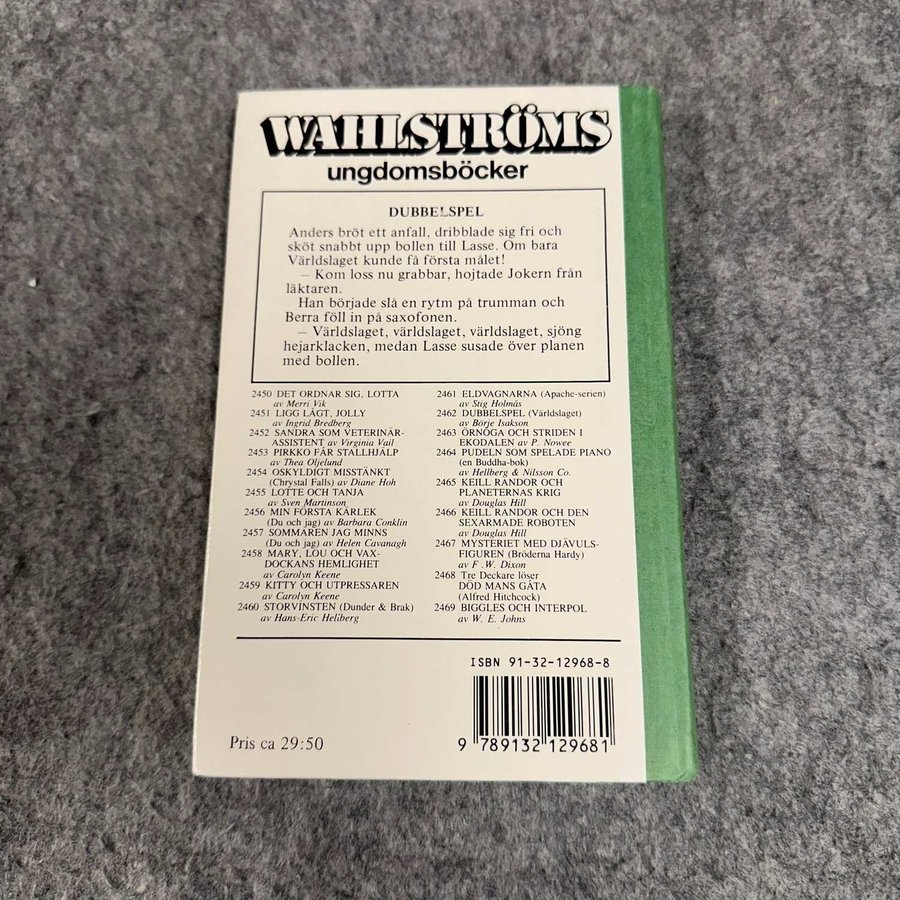 WAHLSTRÖMS
ungdomsböcker
DUBBELSPEL
Anders bröt ett anfall, dribblade sig fri och
sköt snabbt upp bollen till Lasse. Om bara
Världslaget kunde få första målet!
– Kom loss nu grabbar, hojtade Jokern från
läktaren.
Han började slå en rytm på trumman och
Berra föll in på saxofonen.
– Världslaget, världslaget, världslaget, sjöng
hejarklacken, medan Lasse susade över planen
med bollen.
2450 DET ORDNAR SIG, LOTTA
av Merri Vik
2451 LIGG LÅGT, JOLLY
av Ingrid Bredberg
2452 SANDRA SOM VETERINÄR-
ASSISTENT av Virginia Vail
2453 PIRKKO FÅR STALLHJÄLP
av Thea Oljelund
2454 OSKYLDIGT MISSTÄNKT
(Chrystal Falls) av Diane Hoh
2455 LOTTE OCH TANJA
av Sven Martinson
2456 MIN FÖRSTA KÄRLEK
(Du och jag) av Barbara Conklin
2457 SOMMAREN JAG MINNS
(Du och jag) av Helen Cavanagh
2458 MARY, LOU OCH VAX-
DOCKANS HEMLIGHET
av Carolyn Keene
2459 KITTY OCH UTPRESSAREN
av Carolyn Keene
2460 STORVINSTEN (Dunder & Brak)
av Hans-Eric Hellberg
2461 ELDVAGNARNA (Apache-serien)
av Stig Holmås
2462 DUBBELSPEL (Världslaget)
av Börje Isakson
2463 ÖRNÖGA OCH STRIDEN I
EKODALEN av P. Nowee
2464 PUDELN SOM SPELADE PIANO
(en Buddha-bok)
av Hellberg & Nilsson Co.
2465 KEILL RANDOR OCH
PLANETERNAS KRIG
av Douglas Hill
2466 KEILL RANDOR OCH DEN
SEXARMADE ROBOTEN
av Douglas Hill
2467 MYSTERIET MED DJÄVULS-
FIGUREN (Bröderna Hardy)
av F .W. Dixon
2468 Tre Deckare löser
DÖD MANS GÅTA
(Alfred Hitchcock)
2469 BIGGLES OCH INTERPOL
av W. E. Johns
ISBN 91-32-12968-8
9 789132 129681
Pris ca 29:50